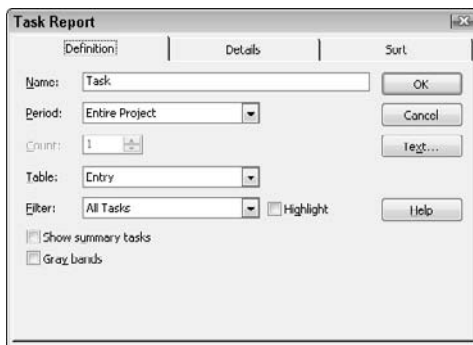 Task Report
Definition Details Sort
Name: Task OK
Period: Entire Project Cancel
Count: 1 Text...
Table: Entry
Filter: All Tasks Highlight Help
Show summary tasks
Gray bands